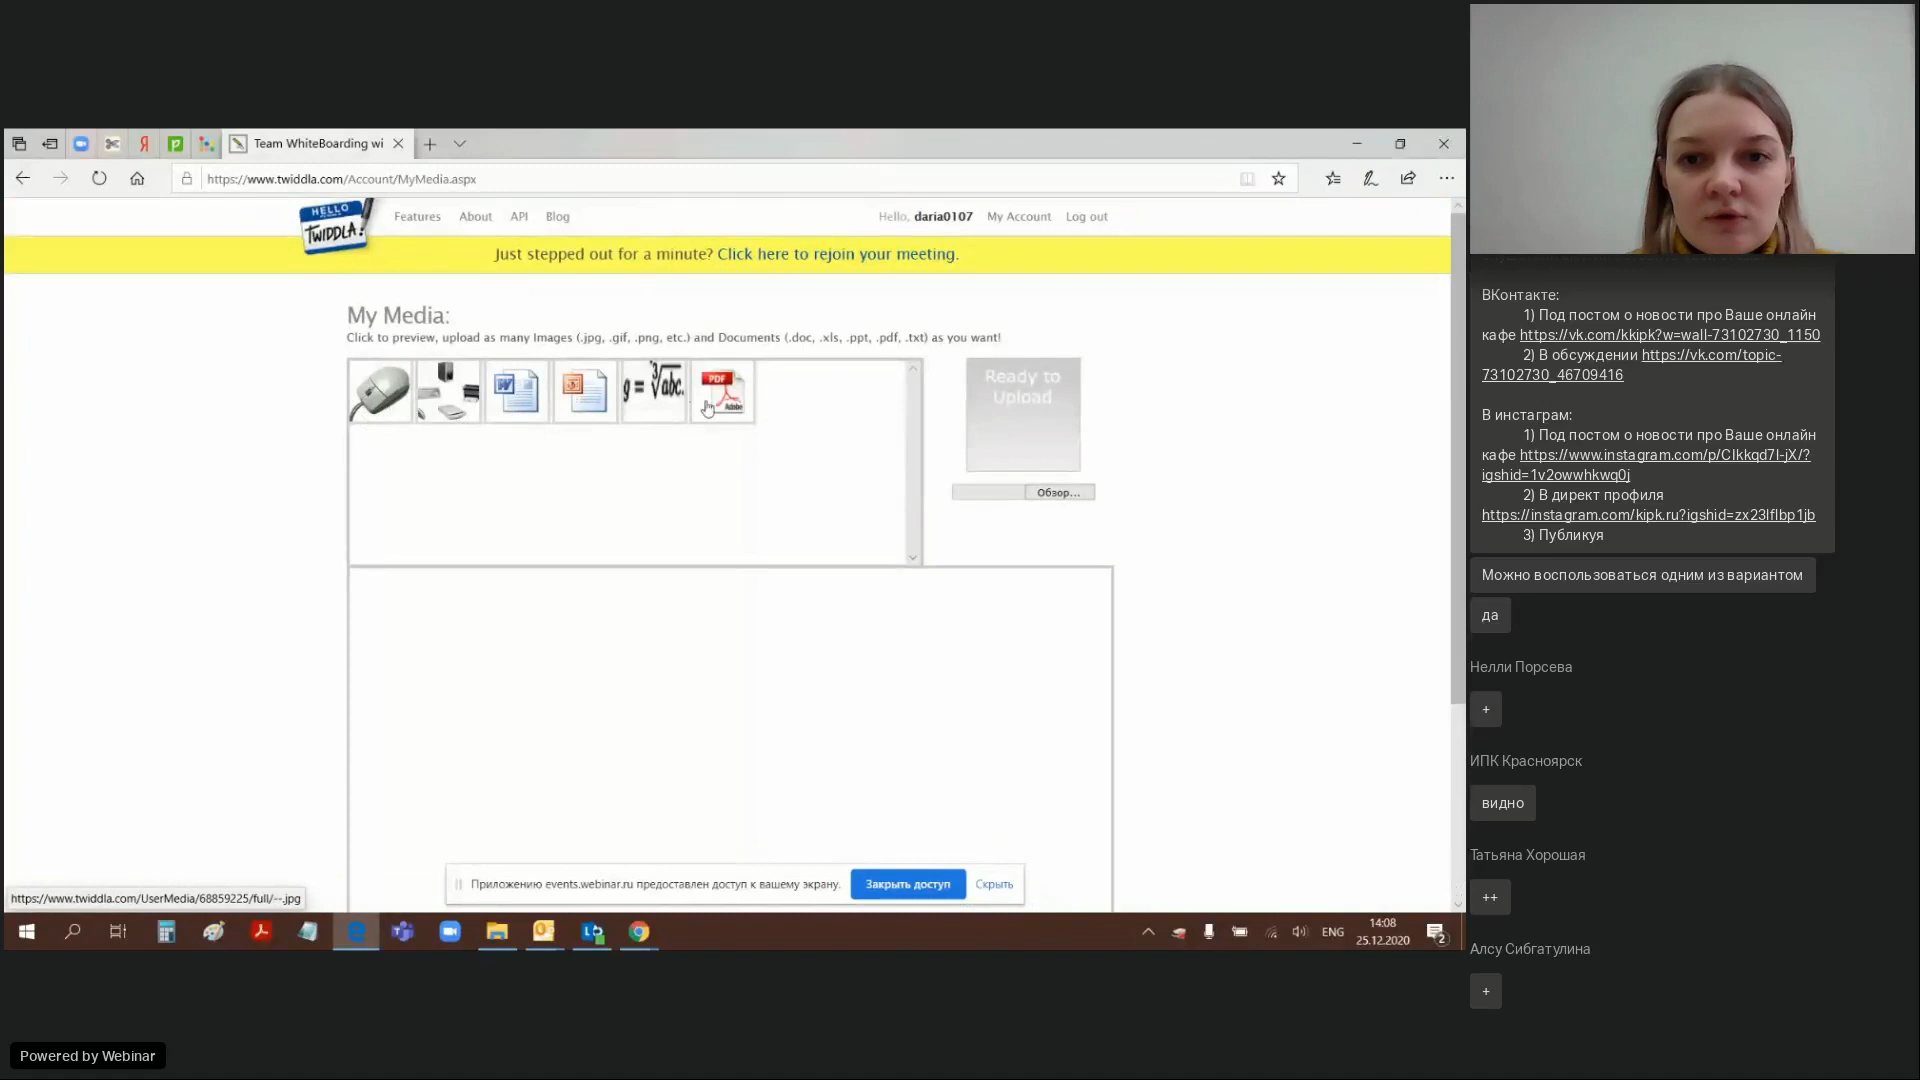 Team WhiteBoarding wi
https://www.twiddla.com/Account/MyMedia.aspx
HELLO
TWIDDLA!
Features About API Blog
Hello, daria0107 My Account Log out
Just stepped out for a minute? Click here to rejoin your meeting.
My Media:
Click to preview, upload as many Images (.jpg, .gif, .png, etc.) and Documents (.doc, .xls, .ppt, .pdf, .txt) as you want!
g = ³√abc.
PDF
Adobe
Ready to
Upload
Обзор...
Приложению events.webinar.ru предоставлен доступ к вашему экрану.
Закрыть доступ
Скрыть
https://www.twiddla.com/UserMedia/68859225/full/--.jpg
ENG
14:08
25.12.2020
2
ВКонтакте:
1) Под постом о новости про Ваше онлайн
кафе https://vk.com/kkipk?w=wall-73102730_1150
2) В обсуждении https://vk.com/topic-
73102730_46709416
В инстаграм:
1) Под постом о новости про Ваше онлайн
кафе https://www.instagram.com/p/CIkkqd7l-jX/?
igshid=1v2owwhkwq0j
2) В директ профиля
https://instagram.com/kipk.ru?igshid=zx23lflbp1jb
3) Публикуя
Можно воспользоваться одним из вариантом
да
Нелли Порсева
+
ИПК Красноярск
видно
Татьяна Хорошая
++
Алсу Сибгатулина
+
Powered by Webinar